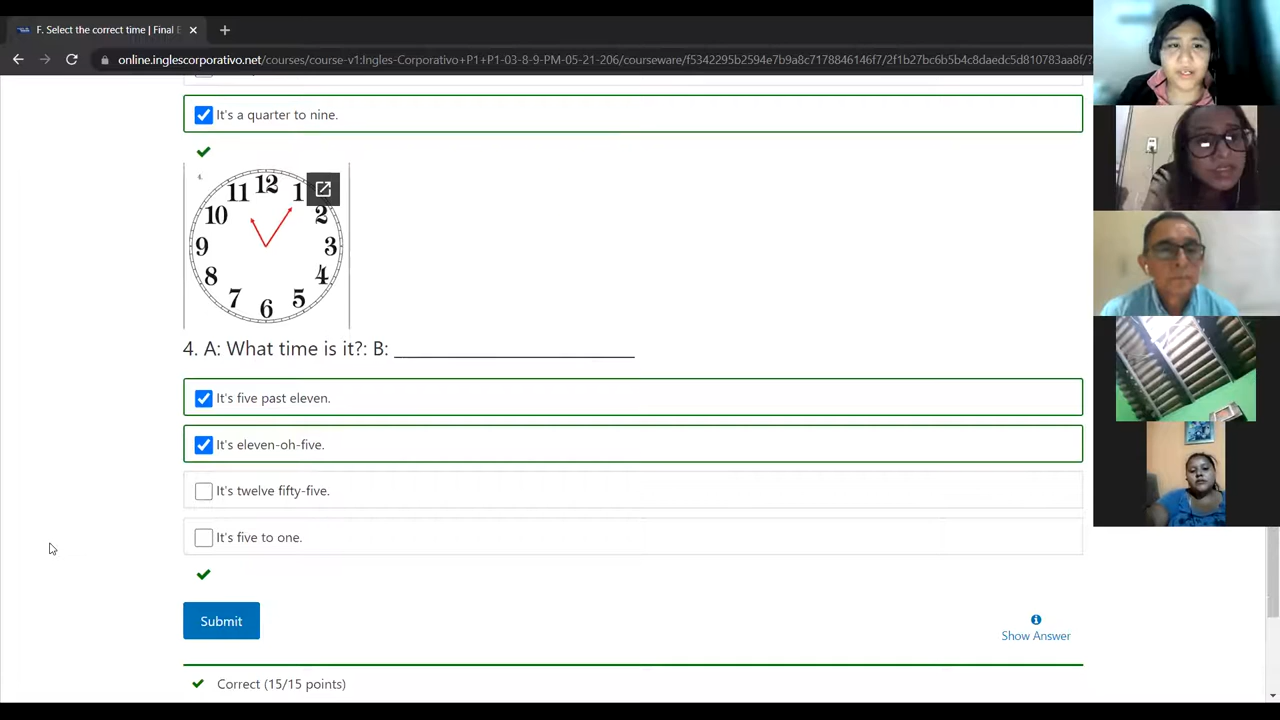 F. Select the correct time | Final E
online.inglescorporativo.net/courses/course-v1:Ingles-Corporativo+P1+P1-03-8-9-PM-05-21-206/courseware/f5342295b2594e7b9a8c7178846146f7/2f1b27bc6b5b4c8daedc5d810783aa8f/?
It's a quarter to nine.
12
11 1
10 2
9 3
8 4
7 5
6
4. A: What time is it?: B: ________________________
It's five past eleven.
It's eleven-oh-five.
It's twelve fifty-five.
It's five to one.
Submit
Show Answer
Correct (15/15 points)